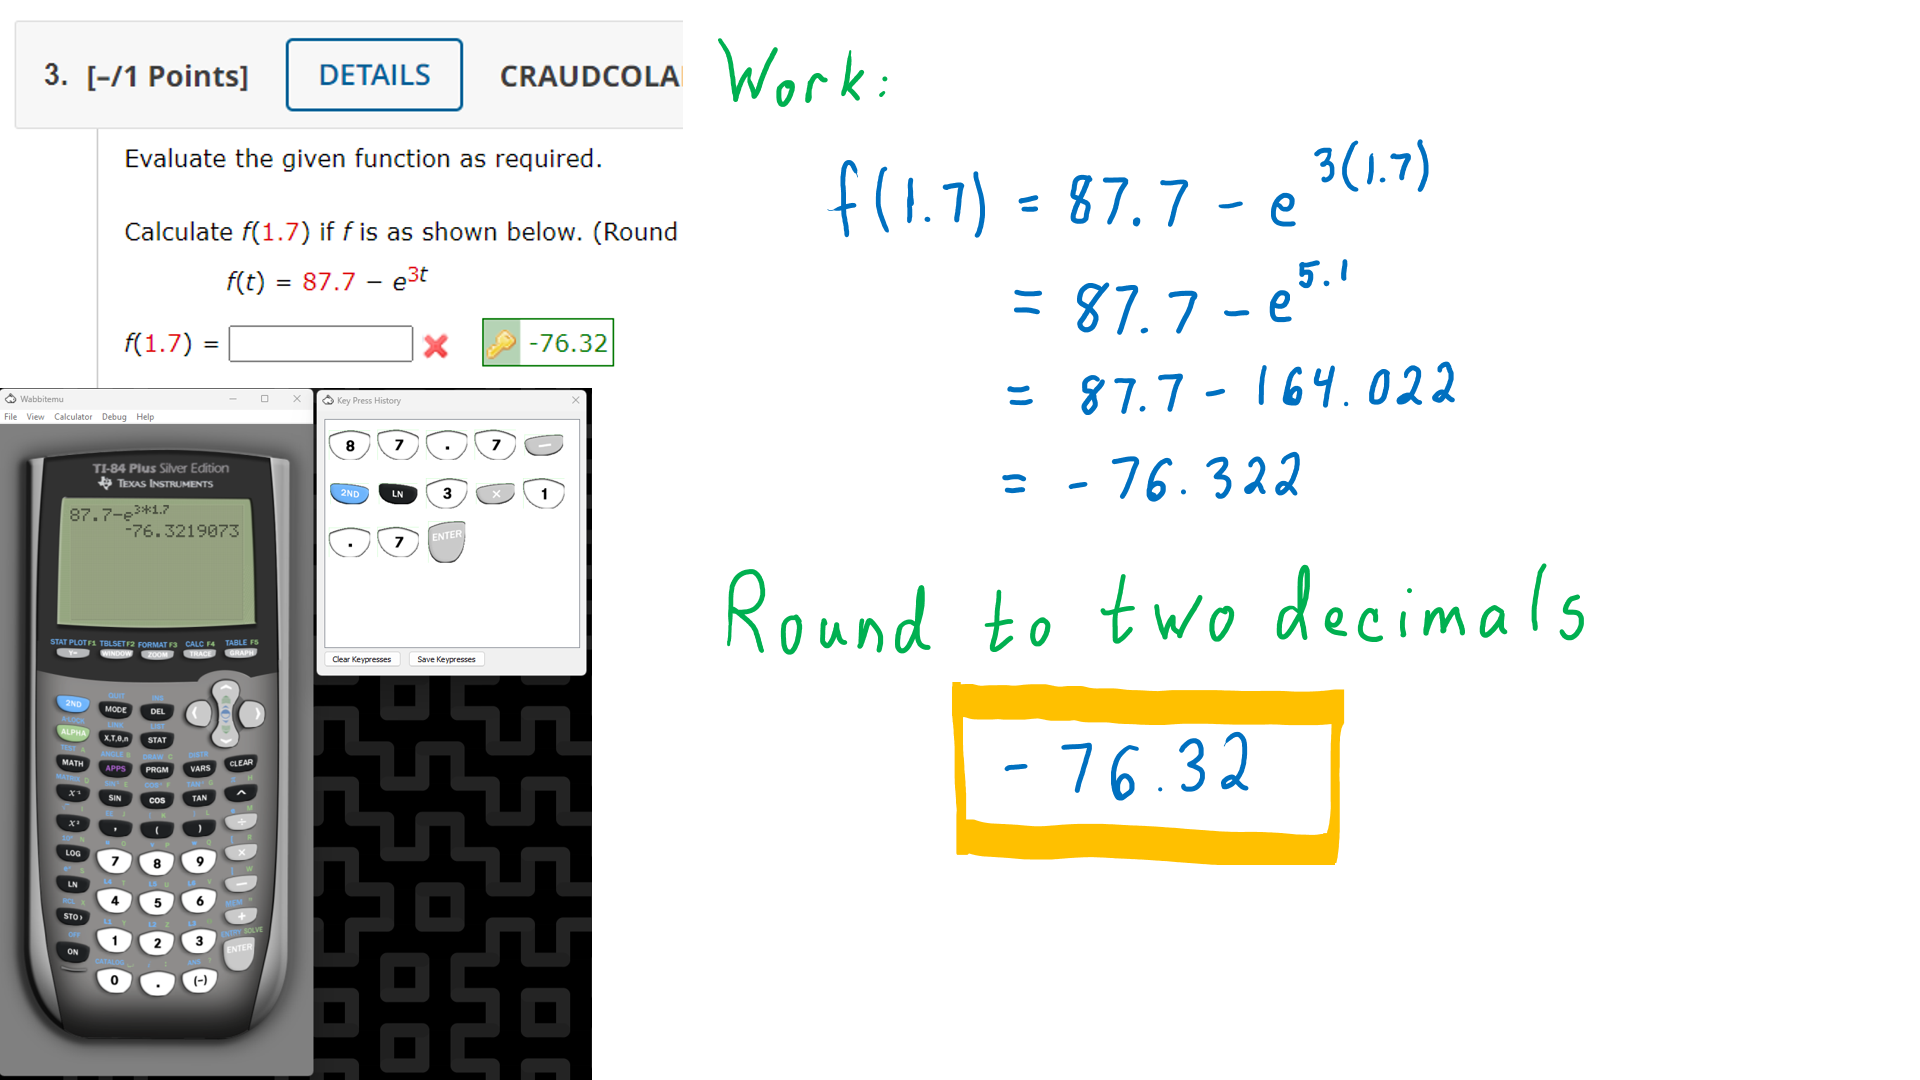 3. [–/1 Points] DETAILS CRAUDCOLA
Evaluate the given function as required.
Calculate f(1.7) if f is as shown below. (Round
f(t) = 87.7 − e^3t
f(1.7) = -76.32
Work:
f(1.7) = 87.7 - e^3(1.7)
= 87.7 - e^5.1
= 87.7 - 164.022
= - 76.322
Round to two decimals
- 76.32
Wabbitemu
File View Calculator Debug Help
TI-84 Plus Silver Edition
TEXAS INSTRUMENTS
87.7-e^3*1.7
-76.3219073
STAT PLOT F1 TBLSET F2 FORMAT F3 CALC F4 TABLE F5
Y= WINDOW ZOOM TRACE GRAPH
2ND MODE DEL
ALPHA X,T,θ,n STAT
MATH APPS PRGM VARS CLEAR
SIN COS TAN ^
x² , ( ) ÷
LOG 7 8 9 ×
LN 4 5 6 −
STO› 1 2 3 +
ON 0 . (-) ENTER
Key Press History
8 7 . 7 −
2ND LN 3 × 1
. 7 ENTER
Clear Keypresses Save Keypresses